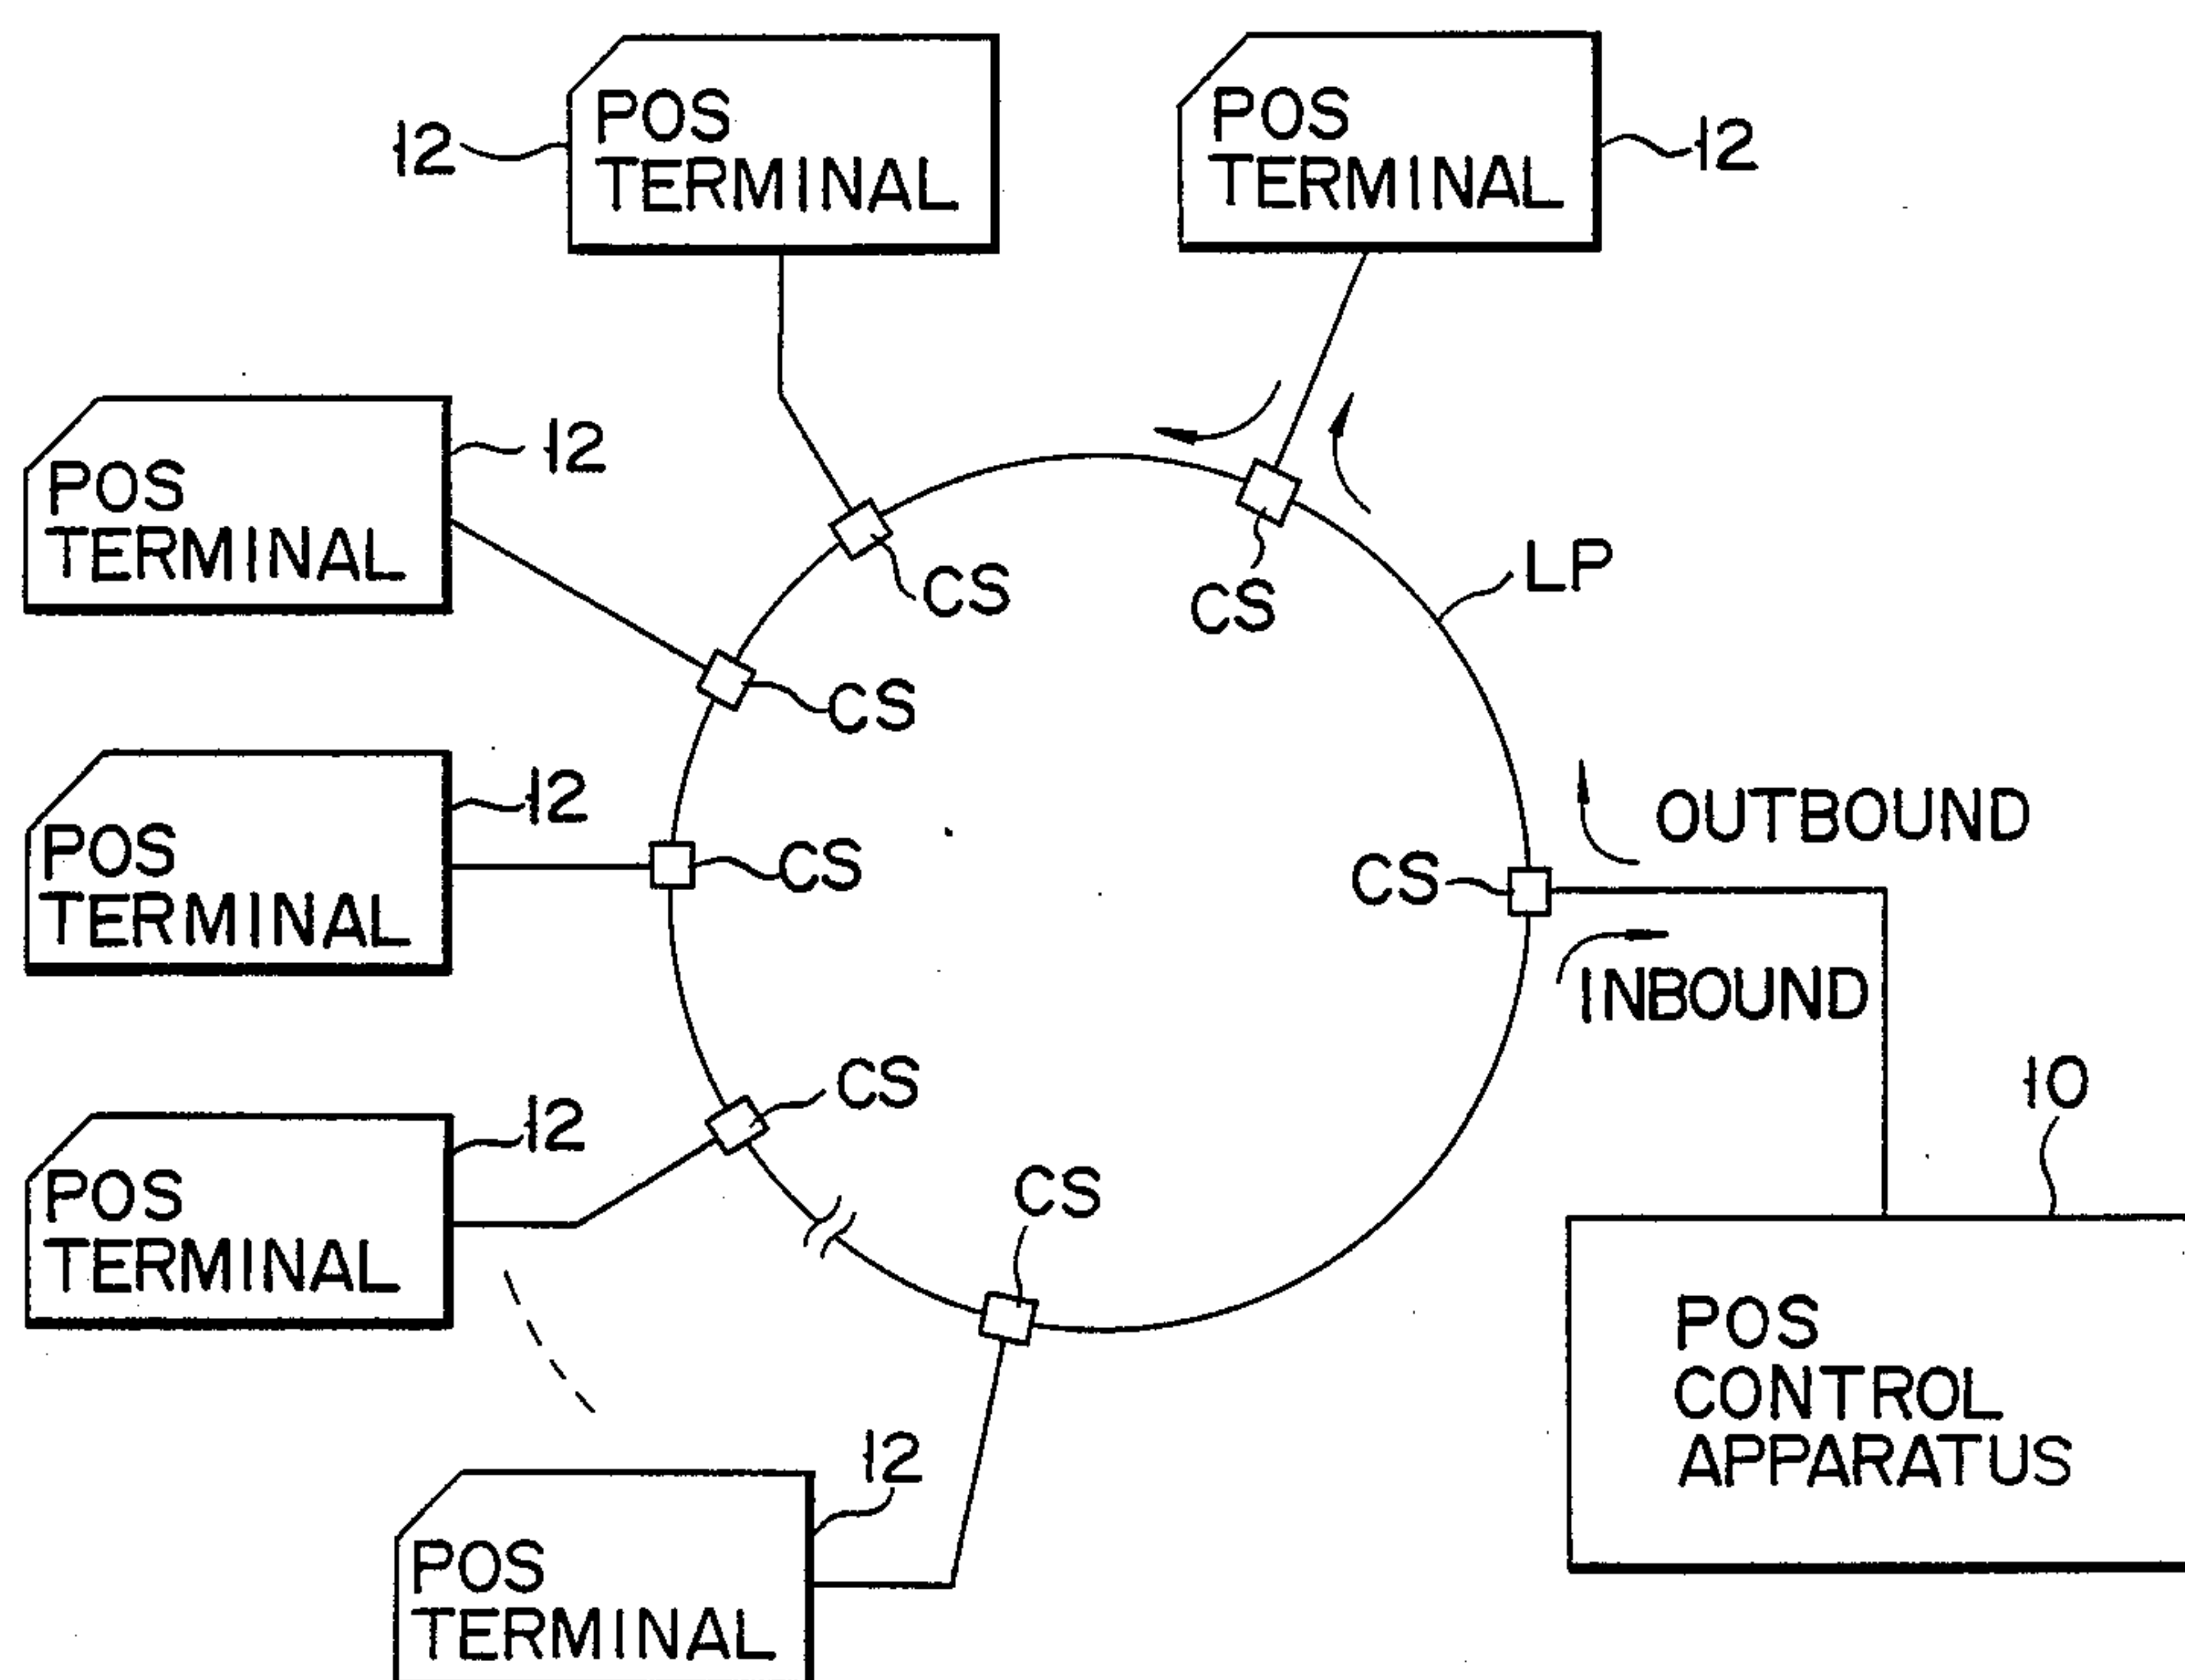 POS
TERMINAL
12
POS
TERMINAL
12
POS
TERMINAL
12
CS
CS
LP
CS
POS
TERMINAL
12
CS
CS
OUTBOUND
INBOUND
POS
TERMINAL
12
CS
CS
10
POS
CONTROL
APPARATUS
POS
TERMINAL
12